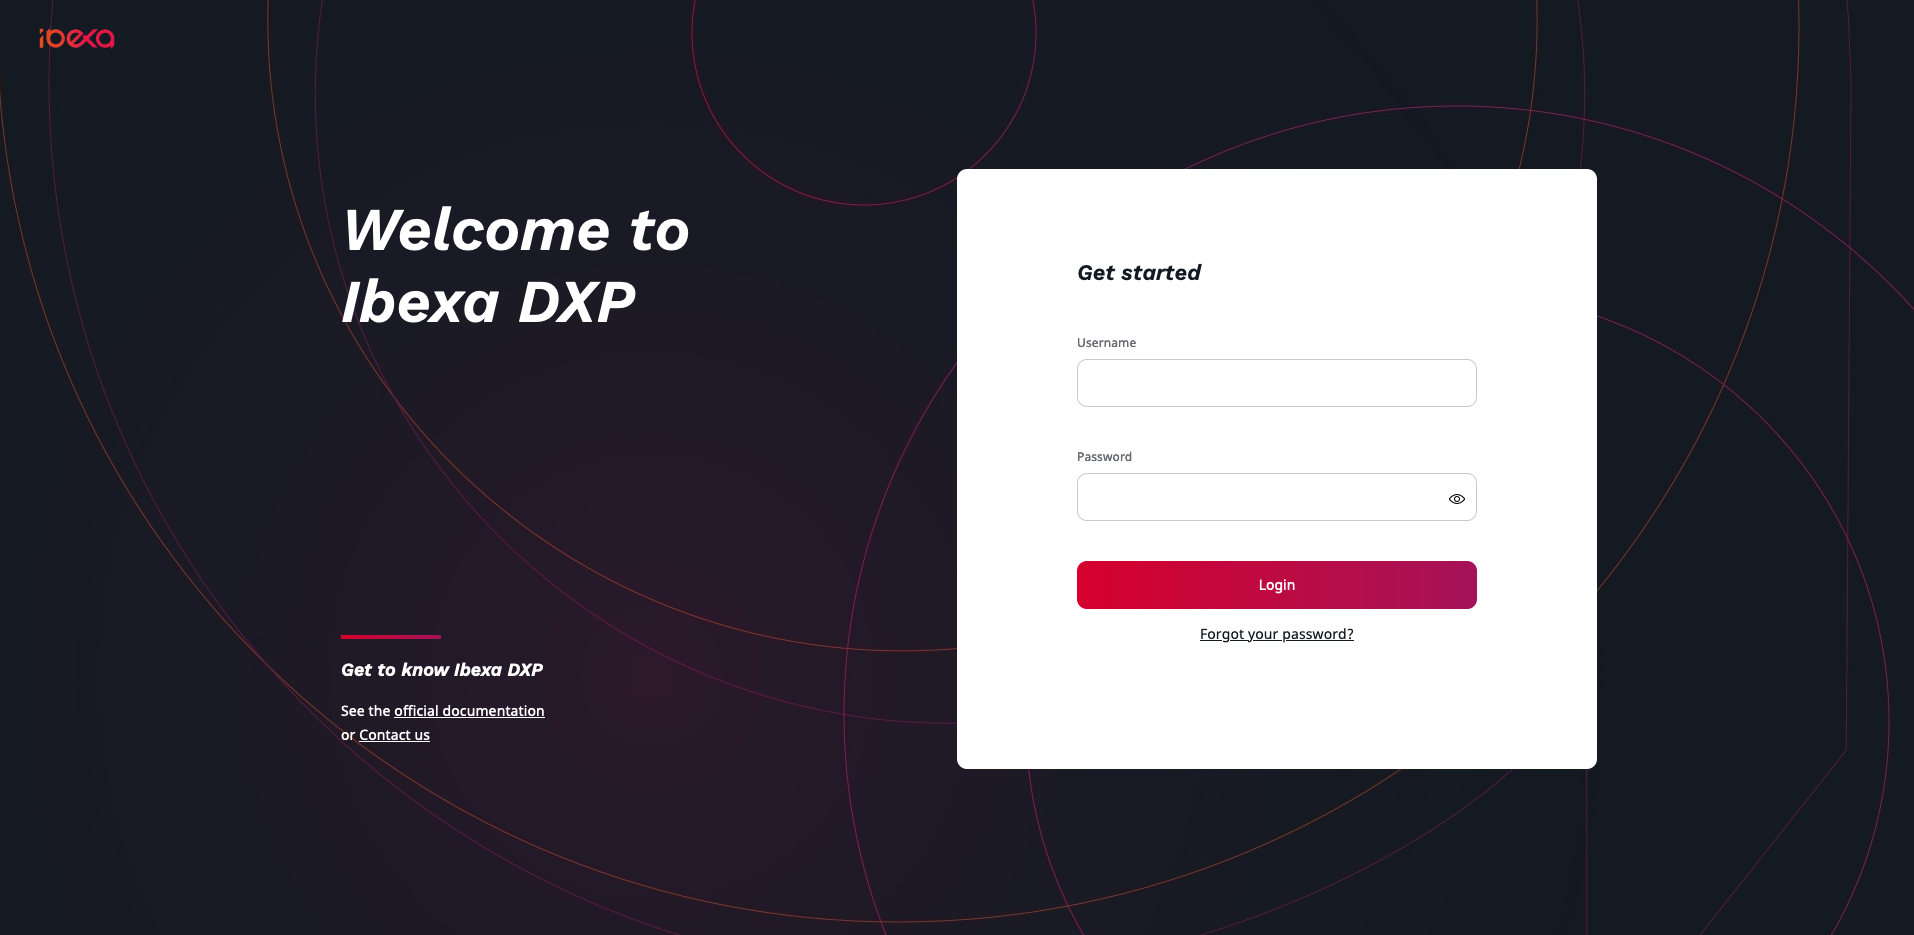 ibexa
Welcome to
Ibexa DXP
Get to know Ibexa DXP
See the official documentation
or Contact us
Get started
Username
Password
Login
Forgot your password?